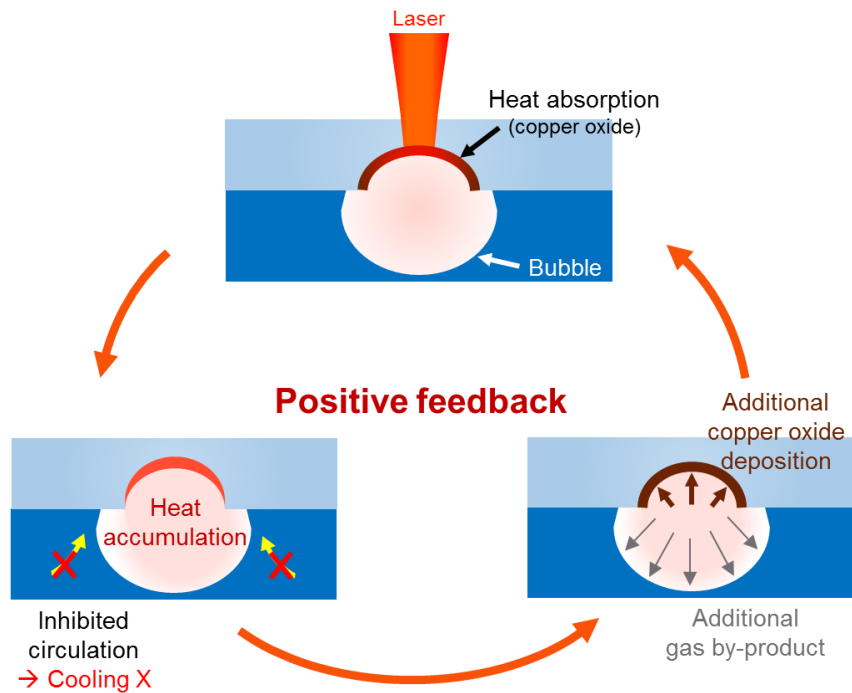 Laser
Heat absorption
(copper oxide)
Bubble
Positive feedback
Heat
accumulation
Inhibited
circulation
→ Cooling X
Additional
copper oxide
deposition
Additional
gas by-product